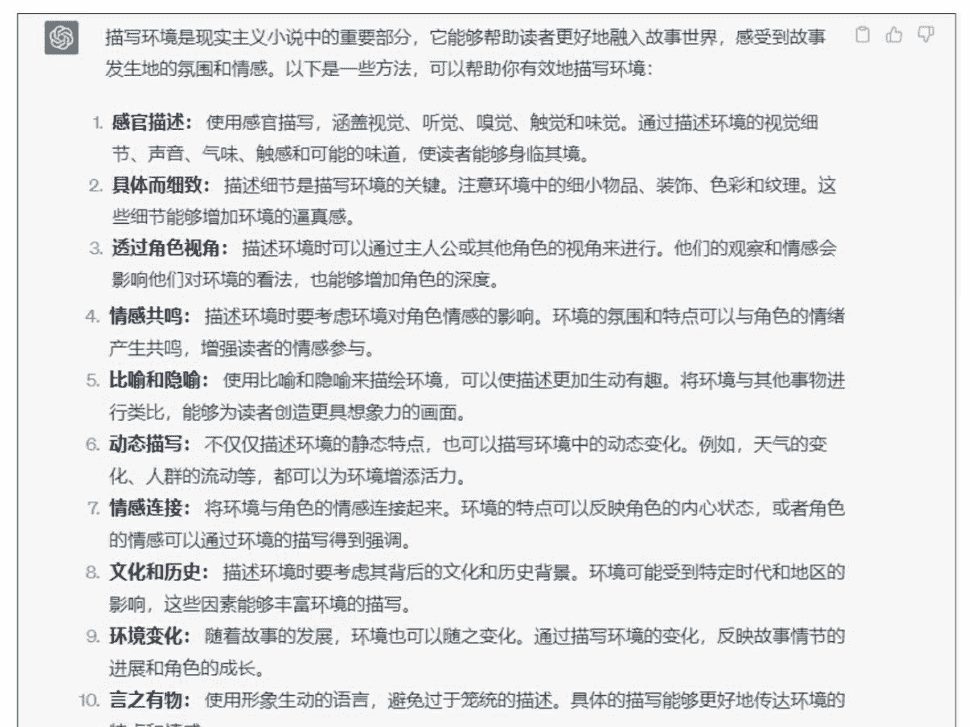 描写环境是现实主义小说中的重要部分，它能够帮助读者更好地融入故事世界，感受到故事
发生地的氛围和情感。以下是一些方法，可以帮助你有效地描写环境：
1. 感官描述： 使用感官描写，涵盖视觉、听觉、嗅觉、触觉和味觉。通过描述环境的视觉细
节、声音、气味、触感和可能的味道，使读者能够身临其境。
2. 具体而细致： 描述细节是描写环境的关键。注意环境中的细小物品、装饰、色彩和纹理。这
些细节能够增加环境的逼真感。
3. 透过角色视角： 描述环境时可以通过主人公或其他角色的视角来进行。他们的观察和情感会
影响他们对环境的看法，也能够增加角色的深度。
4. 情感共鸣： 描述环境时要考虑环境对角色情感的影响。环境的氛围和特点可以与角色的情绪
产生共鸣，增强读者的情感参与。
5. 比喻和隐喻： 使用比喻和隐喻来描绘环境，可以使描述更加生动有趣。将环境与其他事物进
行类比，能够为读者创造更具想象力的画面。
6. 动态描写： 不仅仅描述环境的静态特点，也可以描写环境中的动态变化。例如，天气的变
化、人群的流动等，都可以为环境增添活力。
7. 情感连接： 将环境与角色的情感连接起来。环境的特点可以反映角色的内心状态，或者角色
的情感可以通过环境的描写得到强调。
8. 文化和历史： 描述环境时要考虑其背后的文化和历史背景。环境可能受到特定时代和地区的
影响，这些因素能够丰富环境的描写。
9. 环境变化： 随着故事的发展，环境也可以随之变化。通过描写环境的变化，反映故事情节的
进展和角色的成长。
10. 言之有物： 使用形象生动的语言，避免过于笼统的描述。具体的描写能够更好地传达环境的